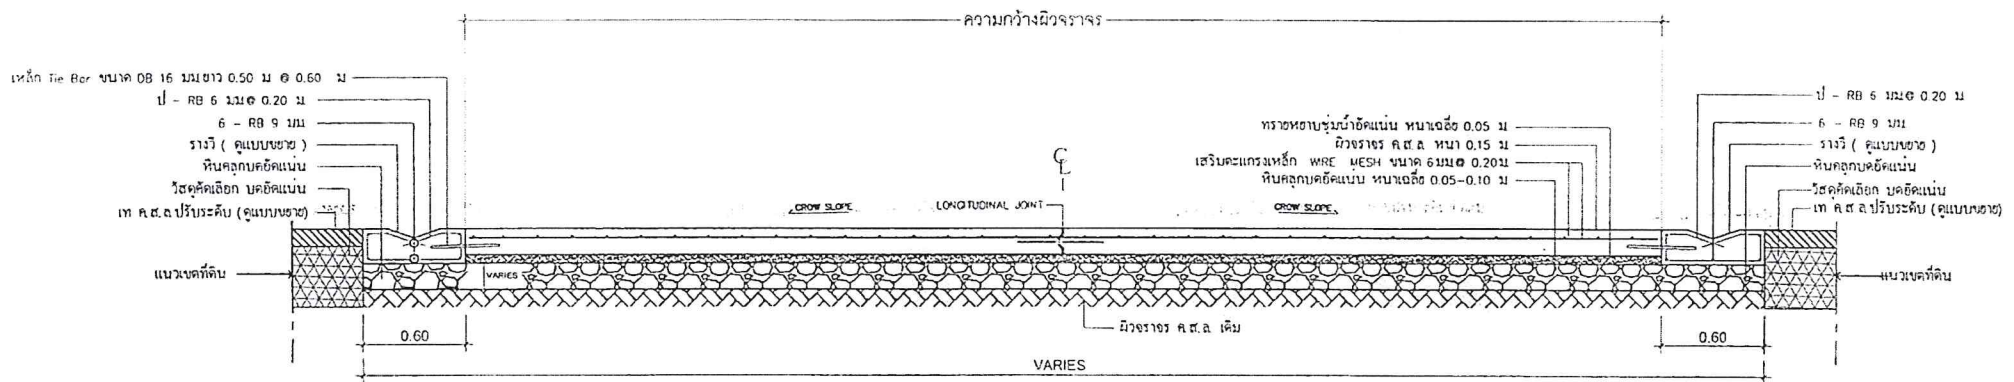 ความกว้างผิวจราจร
เหล็ก Tie Bar ขนาด DB 16 มม ยาว 0.50 ม @ 0.60 ม
ป - RB 6 มม @ 0.20 ม
6 - RB 9 มม
รางวี ( ดูแบบขยาย )
หินคลุกบดอัดแน่น
วัสดุคัดเลือก บดอัดแน่น
เท ค.ส.ล ปรับระดับ (ดูแบบขยาย)
แนวเขตที่ดิน
ทรายหยาบชุ่มน้ำอัดแน่น หนาเฉลี่ย 0.05 ม
ผิวจราจร ค.ส.ล. หนา 0.15 ม
เสริมตะแกรงเหล็ก WIRE MESH ขนาด 6 มม @ 0.20 ม
หินคลุกบดอัดแน่น หนาเฉลี่ย 0.05-0.10 ม
CL
CROW SLOPE
LONGITUDINAL JOINT
CROW SLOPE
ป - RB 6 มม @ 0.20 ม
6 - RB 9 มม
รางวี ( ดูแบบขยาย )
หินคลุกบดอัดแน่น
วัสดุคัดเลือก บดอัดแน่น
เท ค.ส.ล ปรับระดับ (ดูแบบขยาย)
แนวเขตที่ดิน
VARIES
ผิวจราจร ค.ส.ล. เดิม
0.60
0.60
VARIES